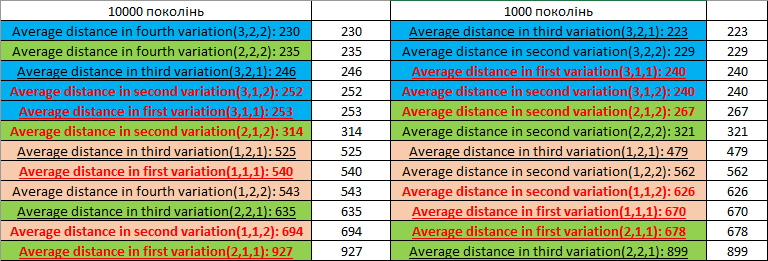 10000 поколінь 1000 поколінь
Average distance in fourth variation(3,2,2): 230 230 Average distance in third variation(3,2,1): 223 223
Average distance in fourth variation(2,2,2): 235 235 Average distance in second variation(3,2,2): 229 229
Average distance in third variation(3,2,1): 246 246 Average distance in first variation(3,1,1): 240 240
Average distance in second variation(3,1,2): 252 252 Average distance in second variation(3,1,2): 240 240
Average distance in first variation(3,1,1): 253 253 Average distance in second variation(2,1,2): 267 267
Average distance in second variation(2,1,2): 314 314 Average distance in second variation(2,2,2): 321 321
Average distance in third variation(1,2,1): 525 525 Average distance in third variation(1,2,1): 479 479
Average distance in first variation(1,1,1): 540 540 Average distance in second variation(1,2,2): 562 562
Average distance in fourth variation(1,2,2): 543 543 Average distance in second variation(1,1,2): 626 626
Average distance in third variation(2,2,1): 635 635 Average distance in first variation(1,1,1): 670 670
Average distance in second variation(1,1,2): 694 694 Average distance in first variation(2,1,1): 678 678
Average distance in first variation(2,1,1): 927 927 Average distance in third variation(2,2,1): 899 899